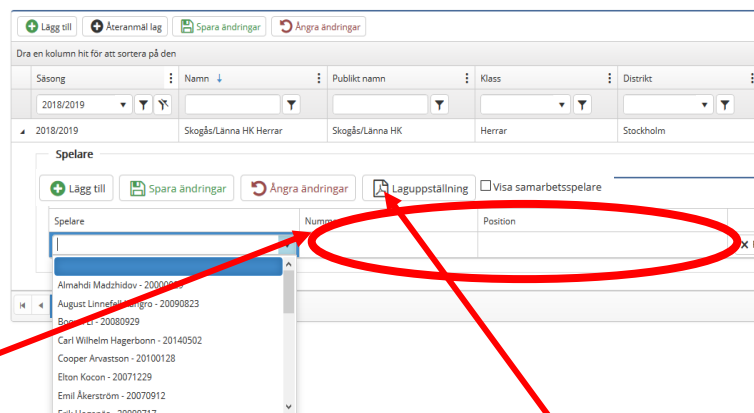 Lägg till Återanmäl lag Spara ändringar Ångra ändringar
Dra en kolumn hit för att sortera på den
Säsong Namn ↓ Publikt namn Klass Distrikt
2018/2019
2018/2019 Skogås/Länna HK Herrar Skogås/Länna HK Herrar Stockholm
Spelare
Lägg till Spara ändringar Ångra ändringar Laguppställning Visa samarbetsspelare
Spelare Position
Almahdi Madzhidov
August - 20090823
- 20080929
Carl Wilhelm Hagerbonn - 20140502
Cooper Arvastson - 20100128
Elton Kocon - 20071229
Emil Åkerström - 20070912